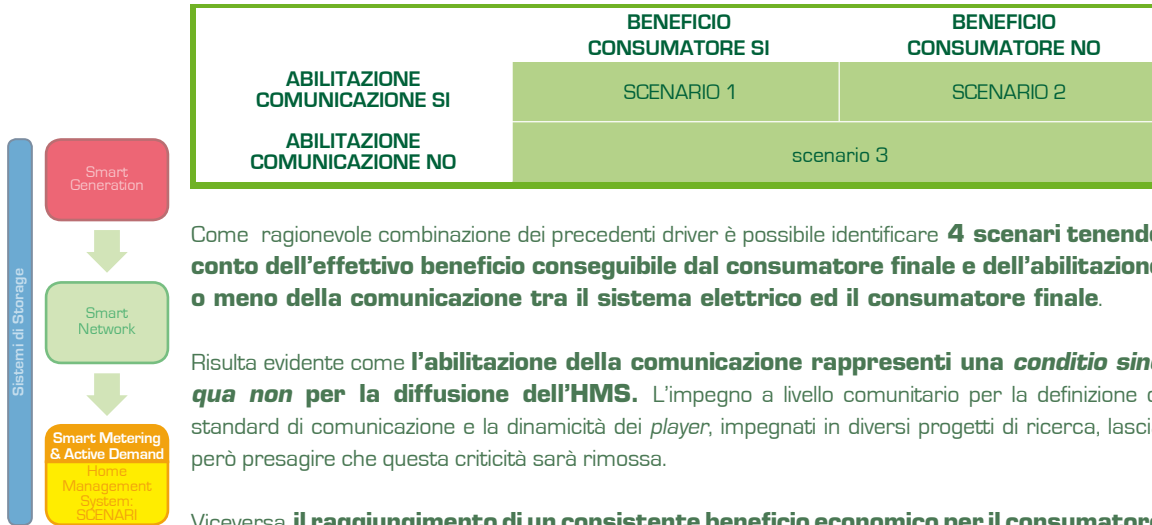 BENEFICIO
CONSUMATORE SI
BENEFICIO
CONSUMATORE NO
ABILITAZIONE
COMUNICAZIONE SI
SCENARIO 1
SCENARIO 2
ABILITAZIONE
COMUNICAZIONE NO
scenario 3
Sistemi di Storage
Smart
Generation
Smart
Network
Smart Metering
& Active Demand
Home
Management
System:
SCENARI
Come ragionevole combinazione dei precedenti driver è possibile identificare 4 scenari tenendo
conto dell'effettivo beneficio conseguibile dal consumatore finale e dell'abilitazione
o meno della comunicazione tra il sistema elettrico ed il consumatore finale.
Risulta evidente come l'abilitazione della comunicazione rappresenti una conditio sine
qua non per la diffusione dell'HMS. L'impegno a livello comunitario per la definizione
standard di comunicazione e la dinamicità dei player, impegnati in diversi progetti di ricerca, lasci
però presagire che questa criticità sarà rimossa.
Viceversa il raggiungimento di un consistente beneficio economico per il consumatore